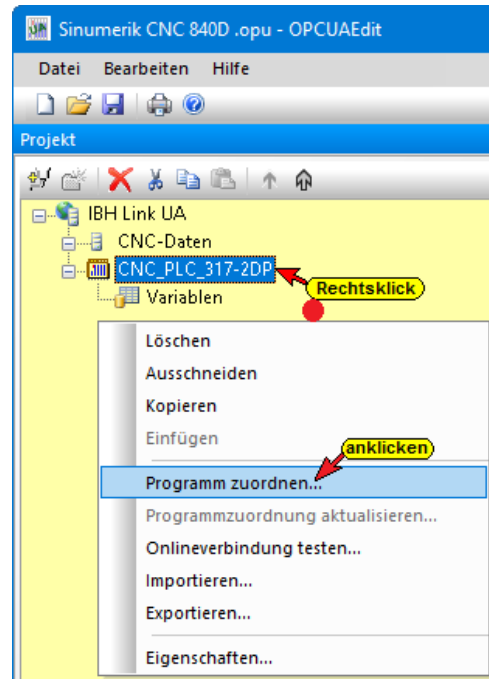 Sinumerik CNC 840D .opu - OPCUAEdit
Datei Bearbeiten Hilfe
Projekt
IBH Link UA
CNC-Daten
CNC_PLC_317-2DP
Rechtsklick
Variablen
Löschen
Ausschneiden
Kopieren
Einfügen
anklicken
Programm zuordnen...
Programmzuordnung aktualisieren...
Onlineverbindung testen...
Importieren...
Exportieren...
Eigenschaften...